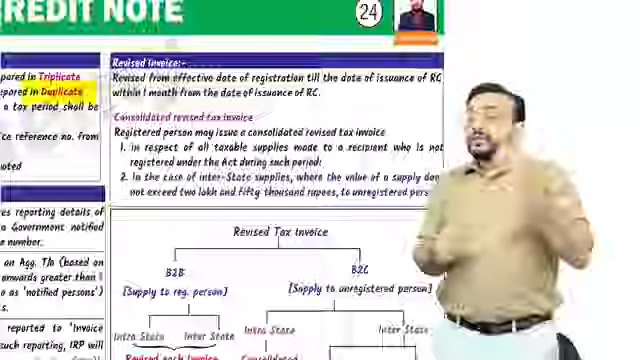 REDIT NOTE
24
pared in Triplicate
epared in Duplicate
a tax period shall be
ice reference no. from
oted
es reporting details of
a Government notified
e number.
on Agg. T/o (based on
onwards greater than 1
o as 'notified persons')
s.
reported to 'Invoice
such reporting, IRP will
Revised Invoice:-
Revised from effective date of registration till the date of issuance of RC
within 1 month from the date of issuance of RC.
Consolidated revised tax invoice
Registered person may issue a consolidated revised tax invoice
1. in respect of all taxable supplies made to a recipient who is not
registered under the Act during such period:
2. In the case of inter-State supplies, where the value of a supply doe
not exceed two lakh and fifty thousand rupees, to unregistered pers
Revised Tax Invoice
B2B
B2C
[Supply to reg. person]
[Supply to unregistered person]
Intra State
Inter State
Intra State
Inter State
Revised each invoice
Consolidated